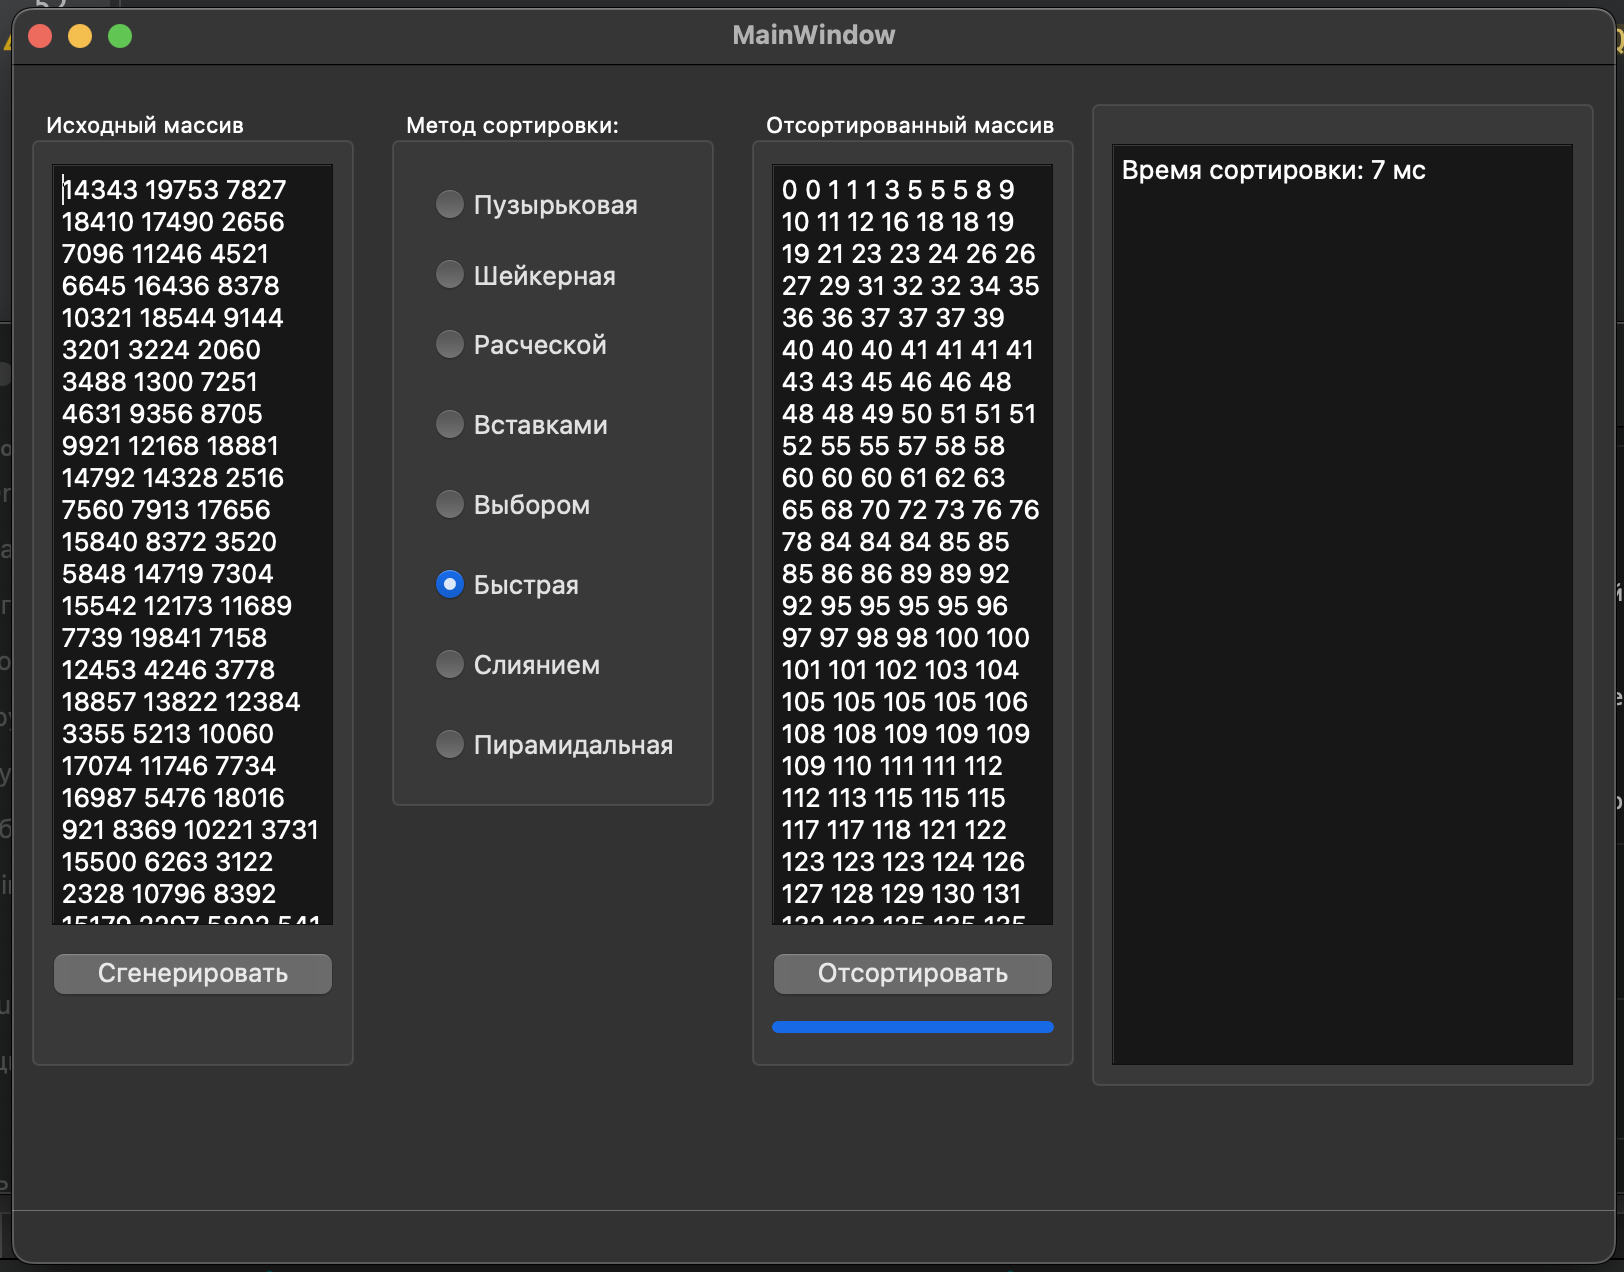 MainWindow
Исходный массив
14343 19753 7827
18410 17490 2656
7096 11246 4521
6645 16436 8378
10321 18544 9144
3201 3224 2060
3488 1300 7251
4631 9356 8705
9921 12168 18881
14792 14328 2516
7560 7913 17656
15840 8372 3520
5848 14719 7304
15542 12173 11689
7739 19841 7158
12453 4246 3778
18857 13822 12384
3355 5213 10060
17074 11746 7734
16987 5476 18016
921 8369 10221 3731
15500 6263 3122
2328 10796 8392
15179 2297 5802 541
Сгенерировать
Метод сортировки:
Пузырьковая
Шейкерная
Расческой
Вставками
Выбором
Быстрая
Слиянием
Пирамидальная
Отсортированный массив
0 0 1 1 1 3 5 5 5 8 9
10 11 12 16 18 18 19
19 21 23 23 24 26 26
27 29 31 32 32 34 35
36 36 37 37 37 39
40 40 40 41 41 41 41
43 43 45 46 46 48
48 48 49 50 51 51 51
52 55 55 57 58 58
60 60 60 61 62 63
65 68 70 72 73 76 76
78 84 84 84 85 85
85 86 86 89 89 92
92 95 95 95 95 96
97 97 98 98 100 100
101 101 102 103 104
105 105 105 105 106
108 108 109 109 109
109 110 111 111 112
112 113 115 115 115
117 117 118 121 122
123 123 123 124 126
127 128 129 130 131
132 133 135 135 135
Отсортировать
Время сортировки: 7 мс